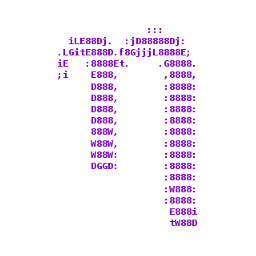 :::
  iLE88Dj.  :jD88888Dj:
.LGitE888D.f8GjjjL8888E;
iE   :8888Et.     .G8888.
;i    E888,        ,8888,
      D888,        :8888:
      D888,        :8888:
      D888,        :8888:
      D888,        :8888:
      888W,        :8888:
      W88W,        :8888:
      W88W:        :8888:
      DGGD:        :8888:
                   :8888:
                   :W888:
                   :8888:
                    E888i
                    tW88D